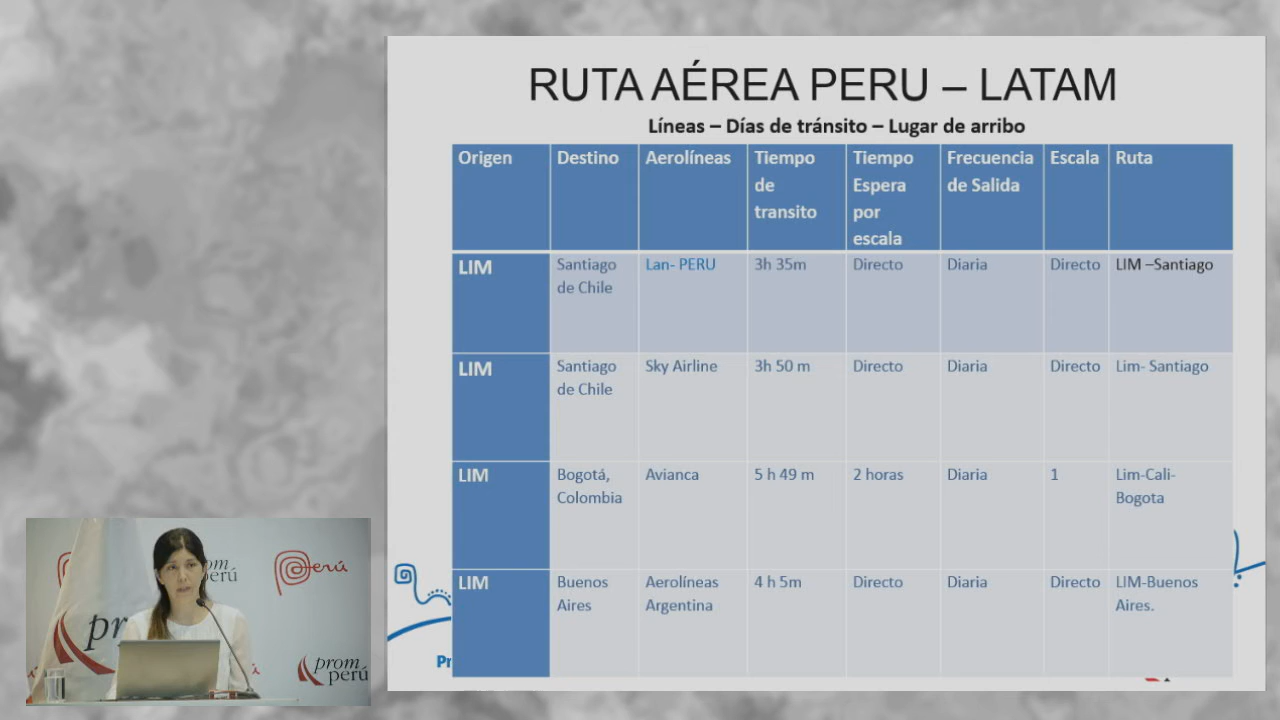 RUTA AÉREA PERU – LATAM
Líneas – Días de tránsito – Lugar de arribo
Origen Destino Aerolíneas Tiempo de transito Tiempo Espera por escala Frecuencia de Salida Escala Ruta
LIM Santiago de Chile Lan- PERU 3h 35m Directo Diaria Directo LIM –Santiago
LIM Santiago de Chile Sky Airline 3h 50 m Directo Diaria Directo Lim- Santiago
LIM Bogotá, Colombia Avianca 5 h 49 m 2 horas Diaria 1 Lim-Cali-Bogota
LIM Buenos Aires Aerolíneas Argentina 4 h 5m Directo Diaria Directo LIM-Buenos Aires.
Perú
prom
perú